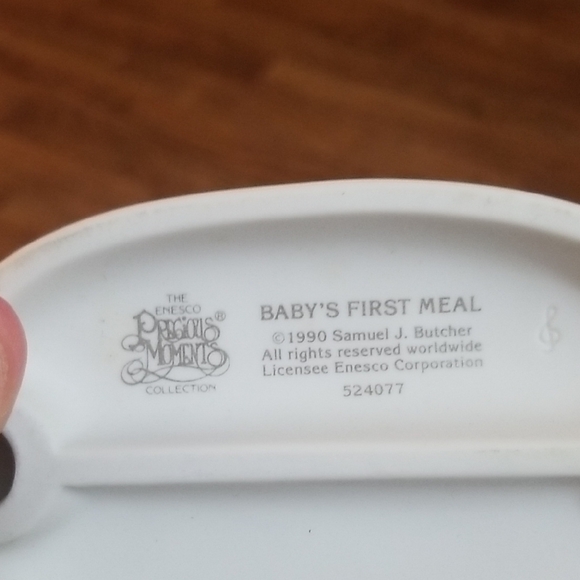 THE
ENESCO
PRECIOUS®
MOMENTS
COLLECTION
BABY'S FIRST MEAL
©1990 Samuel J. Butcher
All rights reserved worldwide
Licensee Enesco Corporation
524077